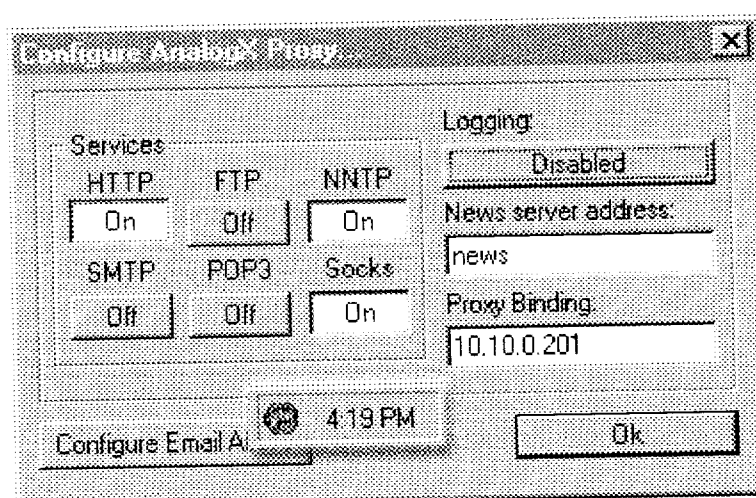 Configure AnalogX Proxy
Services
HTTP FTP NNTP
On Off On
SMTP POP3 Socks
Off Off On
Logging:
Disabled
News server address:
news
Proxy Binding:
10.10.0.201
Configure Email Al
4:19 PM
Ok